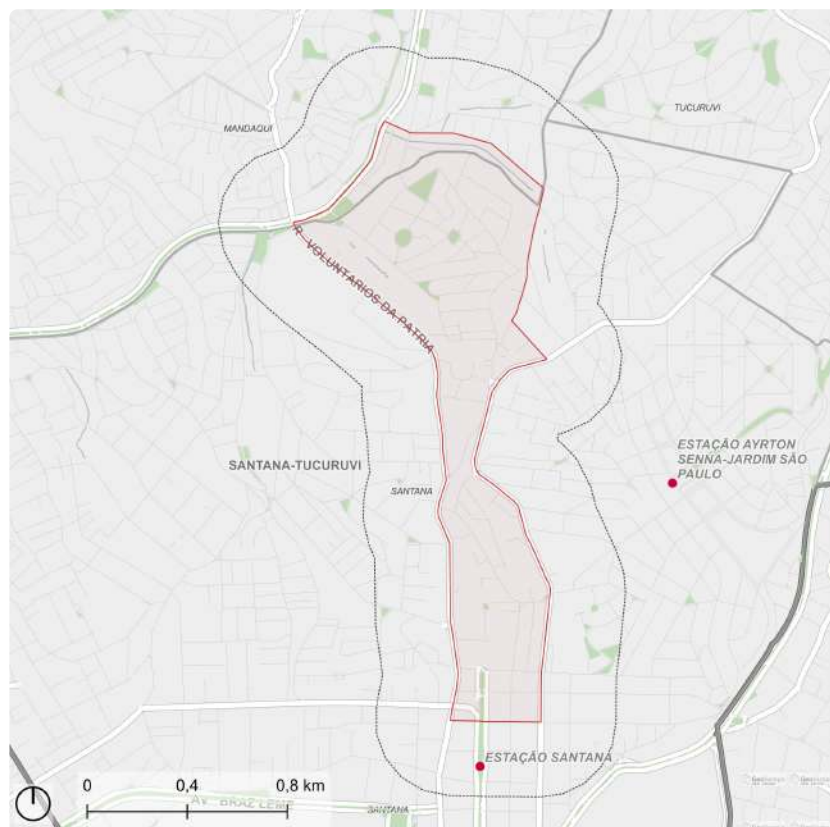 TUCURUVI
MANDAQUI
R. VOLUNTARIOS DA PATRIA
ESTAÇÃO AYRTON
SENNA-JARDIM SÃO
PAULO
SANTANA-TUCURUVI
SANTANA
ESTAÇÃO SANTANA
0 0,4 0,8 km
AV. BRAZ LEME
SANTANA